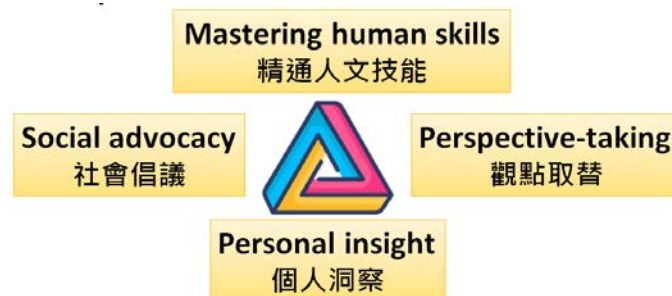 Mastering human skills
精通人文技能
Social advocacy
社會倡議
Perspective-taking
觀點取替
Personal insight
個人洞察